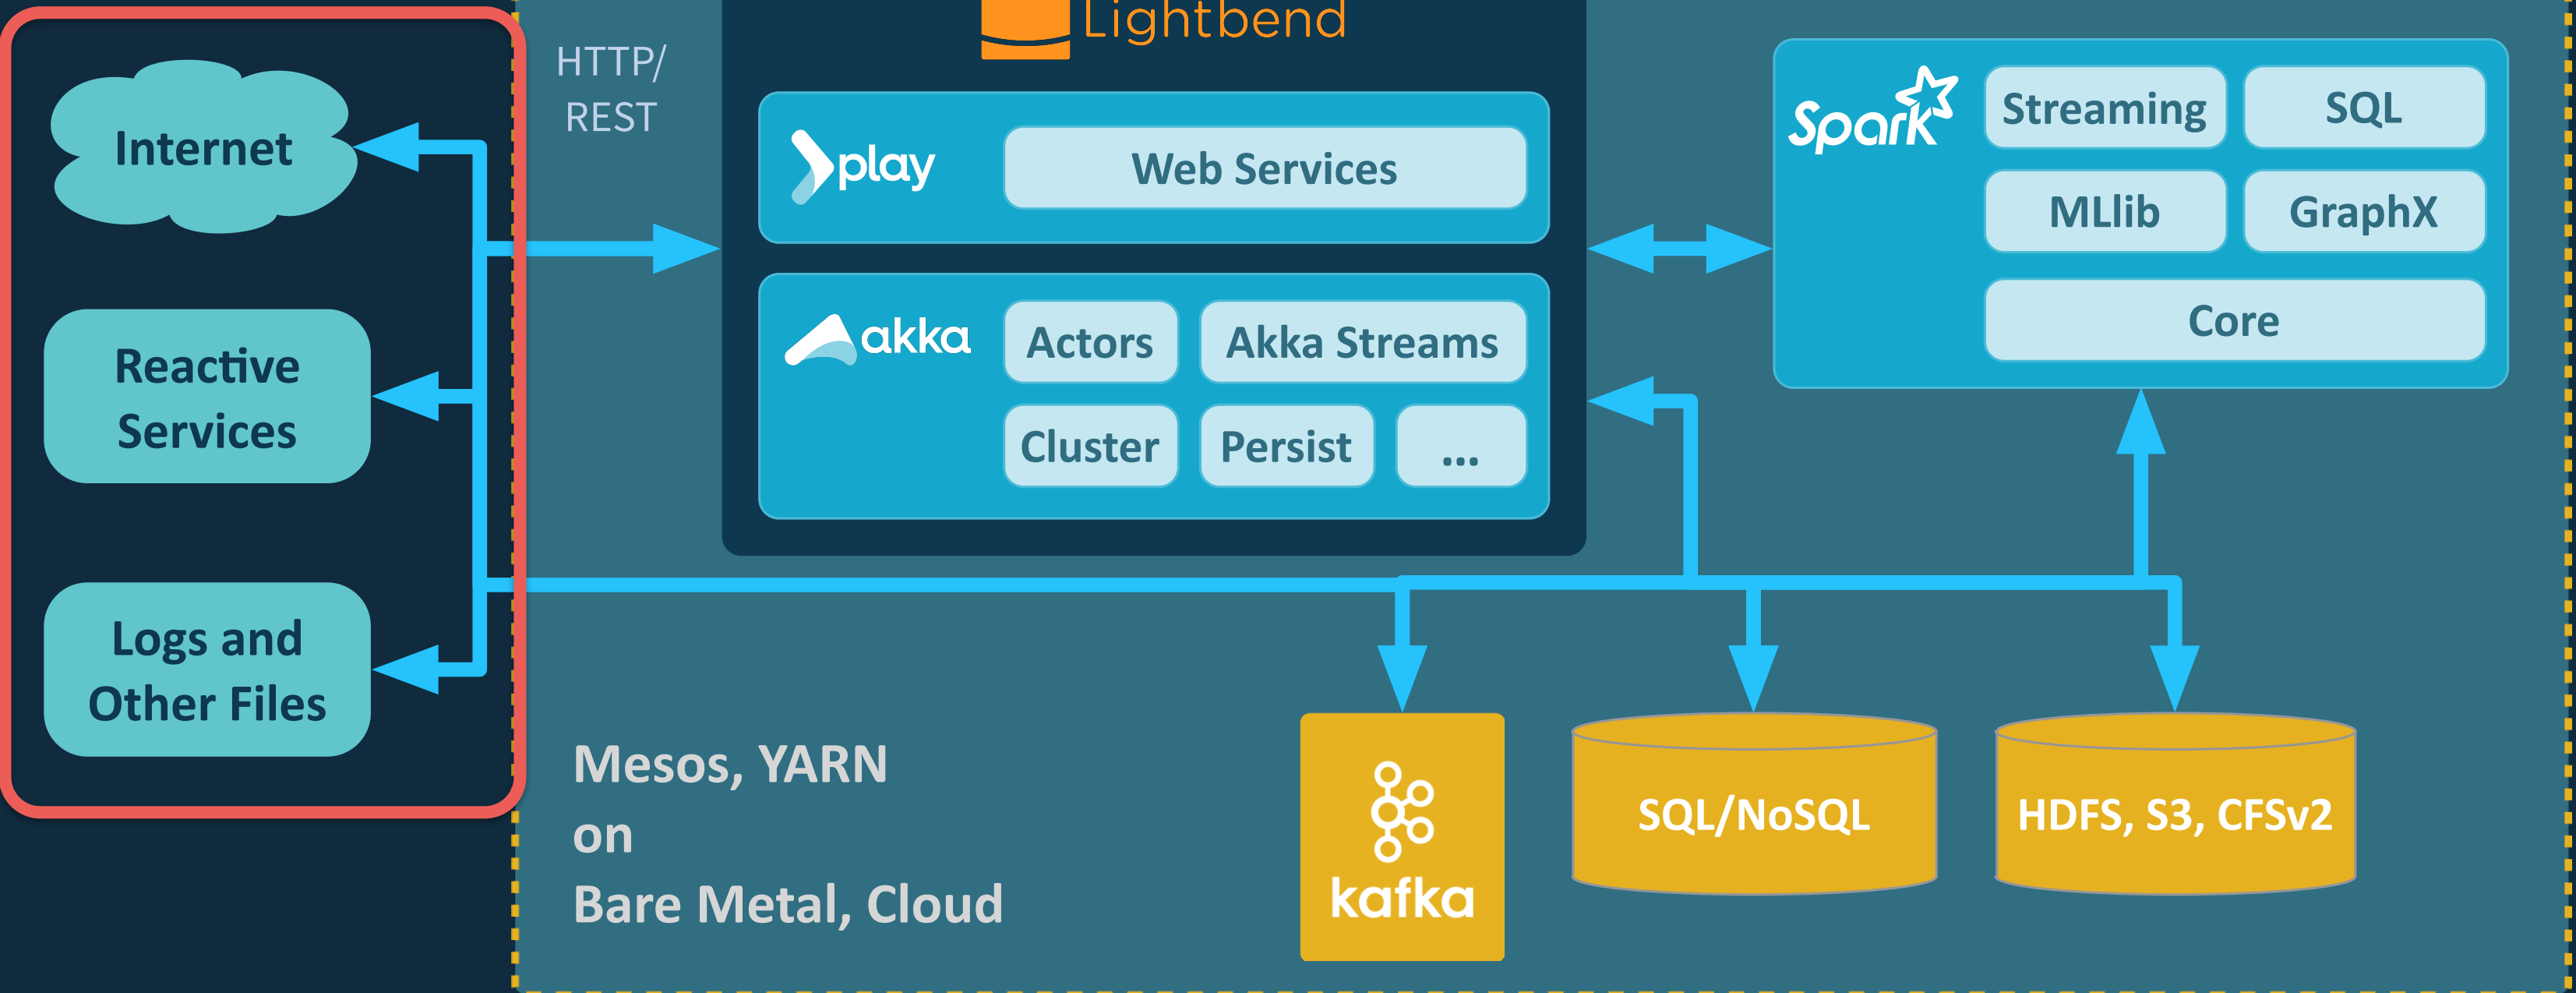 Internet
Reactive
Services
Logs and
Other Files
HTTP/
REST
Lightbend
play
Web Services
akka
Actors
Akka Streams
Cluster
Persist
...
Spark
Streaming
SQL
MLlib
GraphX
Core
Mesos, YARN
on
Bare Metal, Cloud
kafka
SQL/NoSQL
HDFS, S3, CFSv2